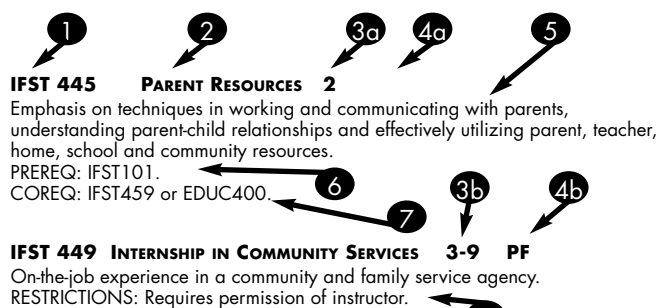 1 2 3a 4a 5
IFST 445 PARENT RESOURCES 2
Emphasis on techniques in working and communicating with parents,
understanding parent-child relationships and effectively utilizing parent, teacher,
home, school and community resources.
PREREQ: IFST101.
6 3b 4b
COREQ: IFST459 or EDUC400.
7
IFST 449 INTERNSHIP IN COMMUNITY SERVICES 3-9 PF
On-the-job experience in a community and family service agency.
RESTRICTIONS: Requires permission of instructor.